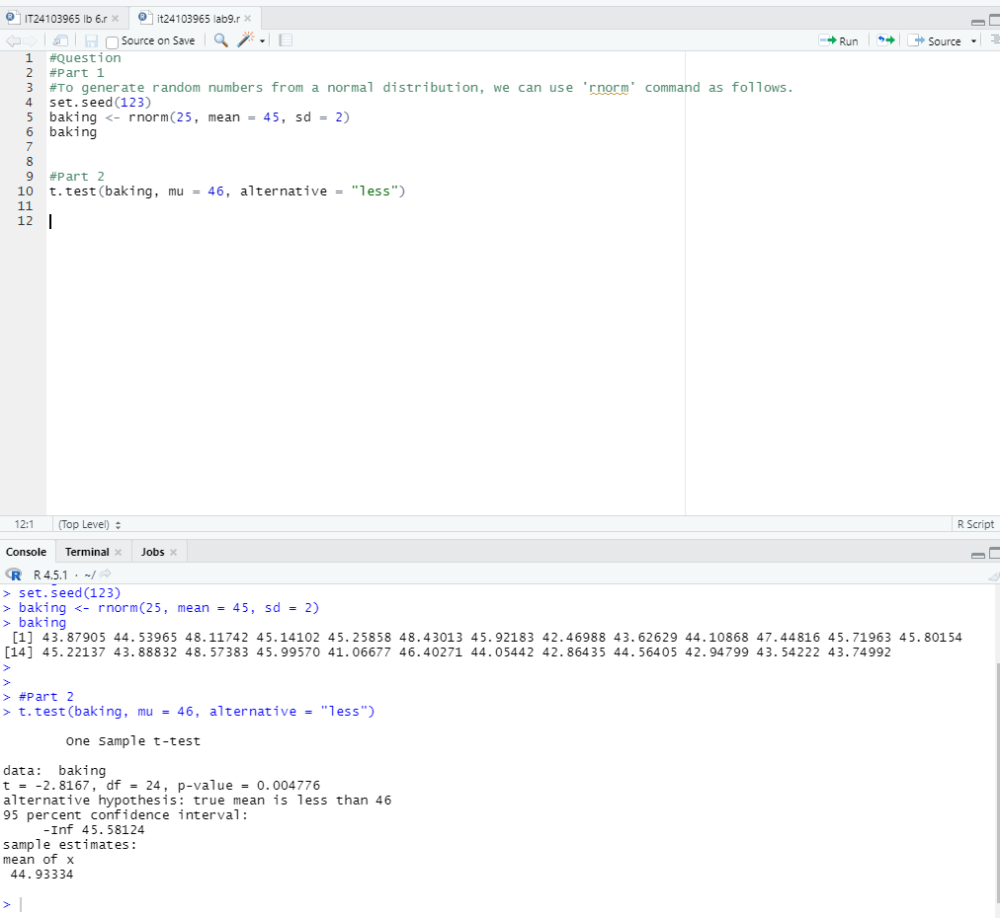 IT24103965 lb 6.r
it24103965 lab9.r
Source on Save
Run
Source
1 #Question
2 #Part 1
3 #To generate random numbers from a normal distribution, we can use 'rnorm' command as follows.
4 set.seed(123)
5 baking <- rnorm(25, mean = 45, sd = 2)
6 baking
7
8
9 #Part 2
10 t.test(baking, mu = 46, alternative = "less")
11
12
12:1 (Top Level) R Script
Console Terminal Jobs
R R 4.5.1 · ~/
> set.seed(123)
> baking <- rnorm(25, mean = 45, sd = 2)
> baking
[1] 43.87905 44.53965 48.11742 45.14102 45.25858 48.43013 45.92183 42.46988 43.62629 44.10868 47.44816 45.71963 45.80154
[14] 45.22137 43.88832 48.57383 45.99570 41.06677 46.40271 44.05442 42.86435 44.56405 42.94799 43.54222 43.74992
>
>
> #Part 2
> t.test(baking, mu = 46, alternative = "less")
One Sample t-test
data:  baking
t = -2.8167, df = 24, p-value = 0.004776
alternative hypothesis: true mean is less than 46
95 percent confidence interval:
-Inf 45.58124
sample estimates:
mean of x
44.93334
>